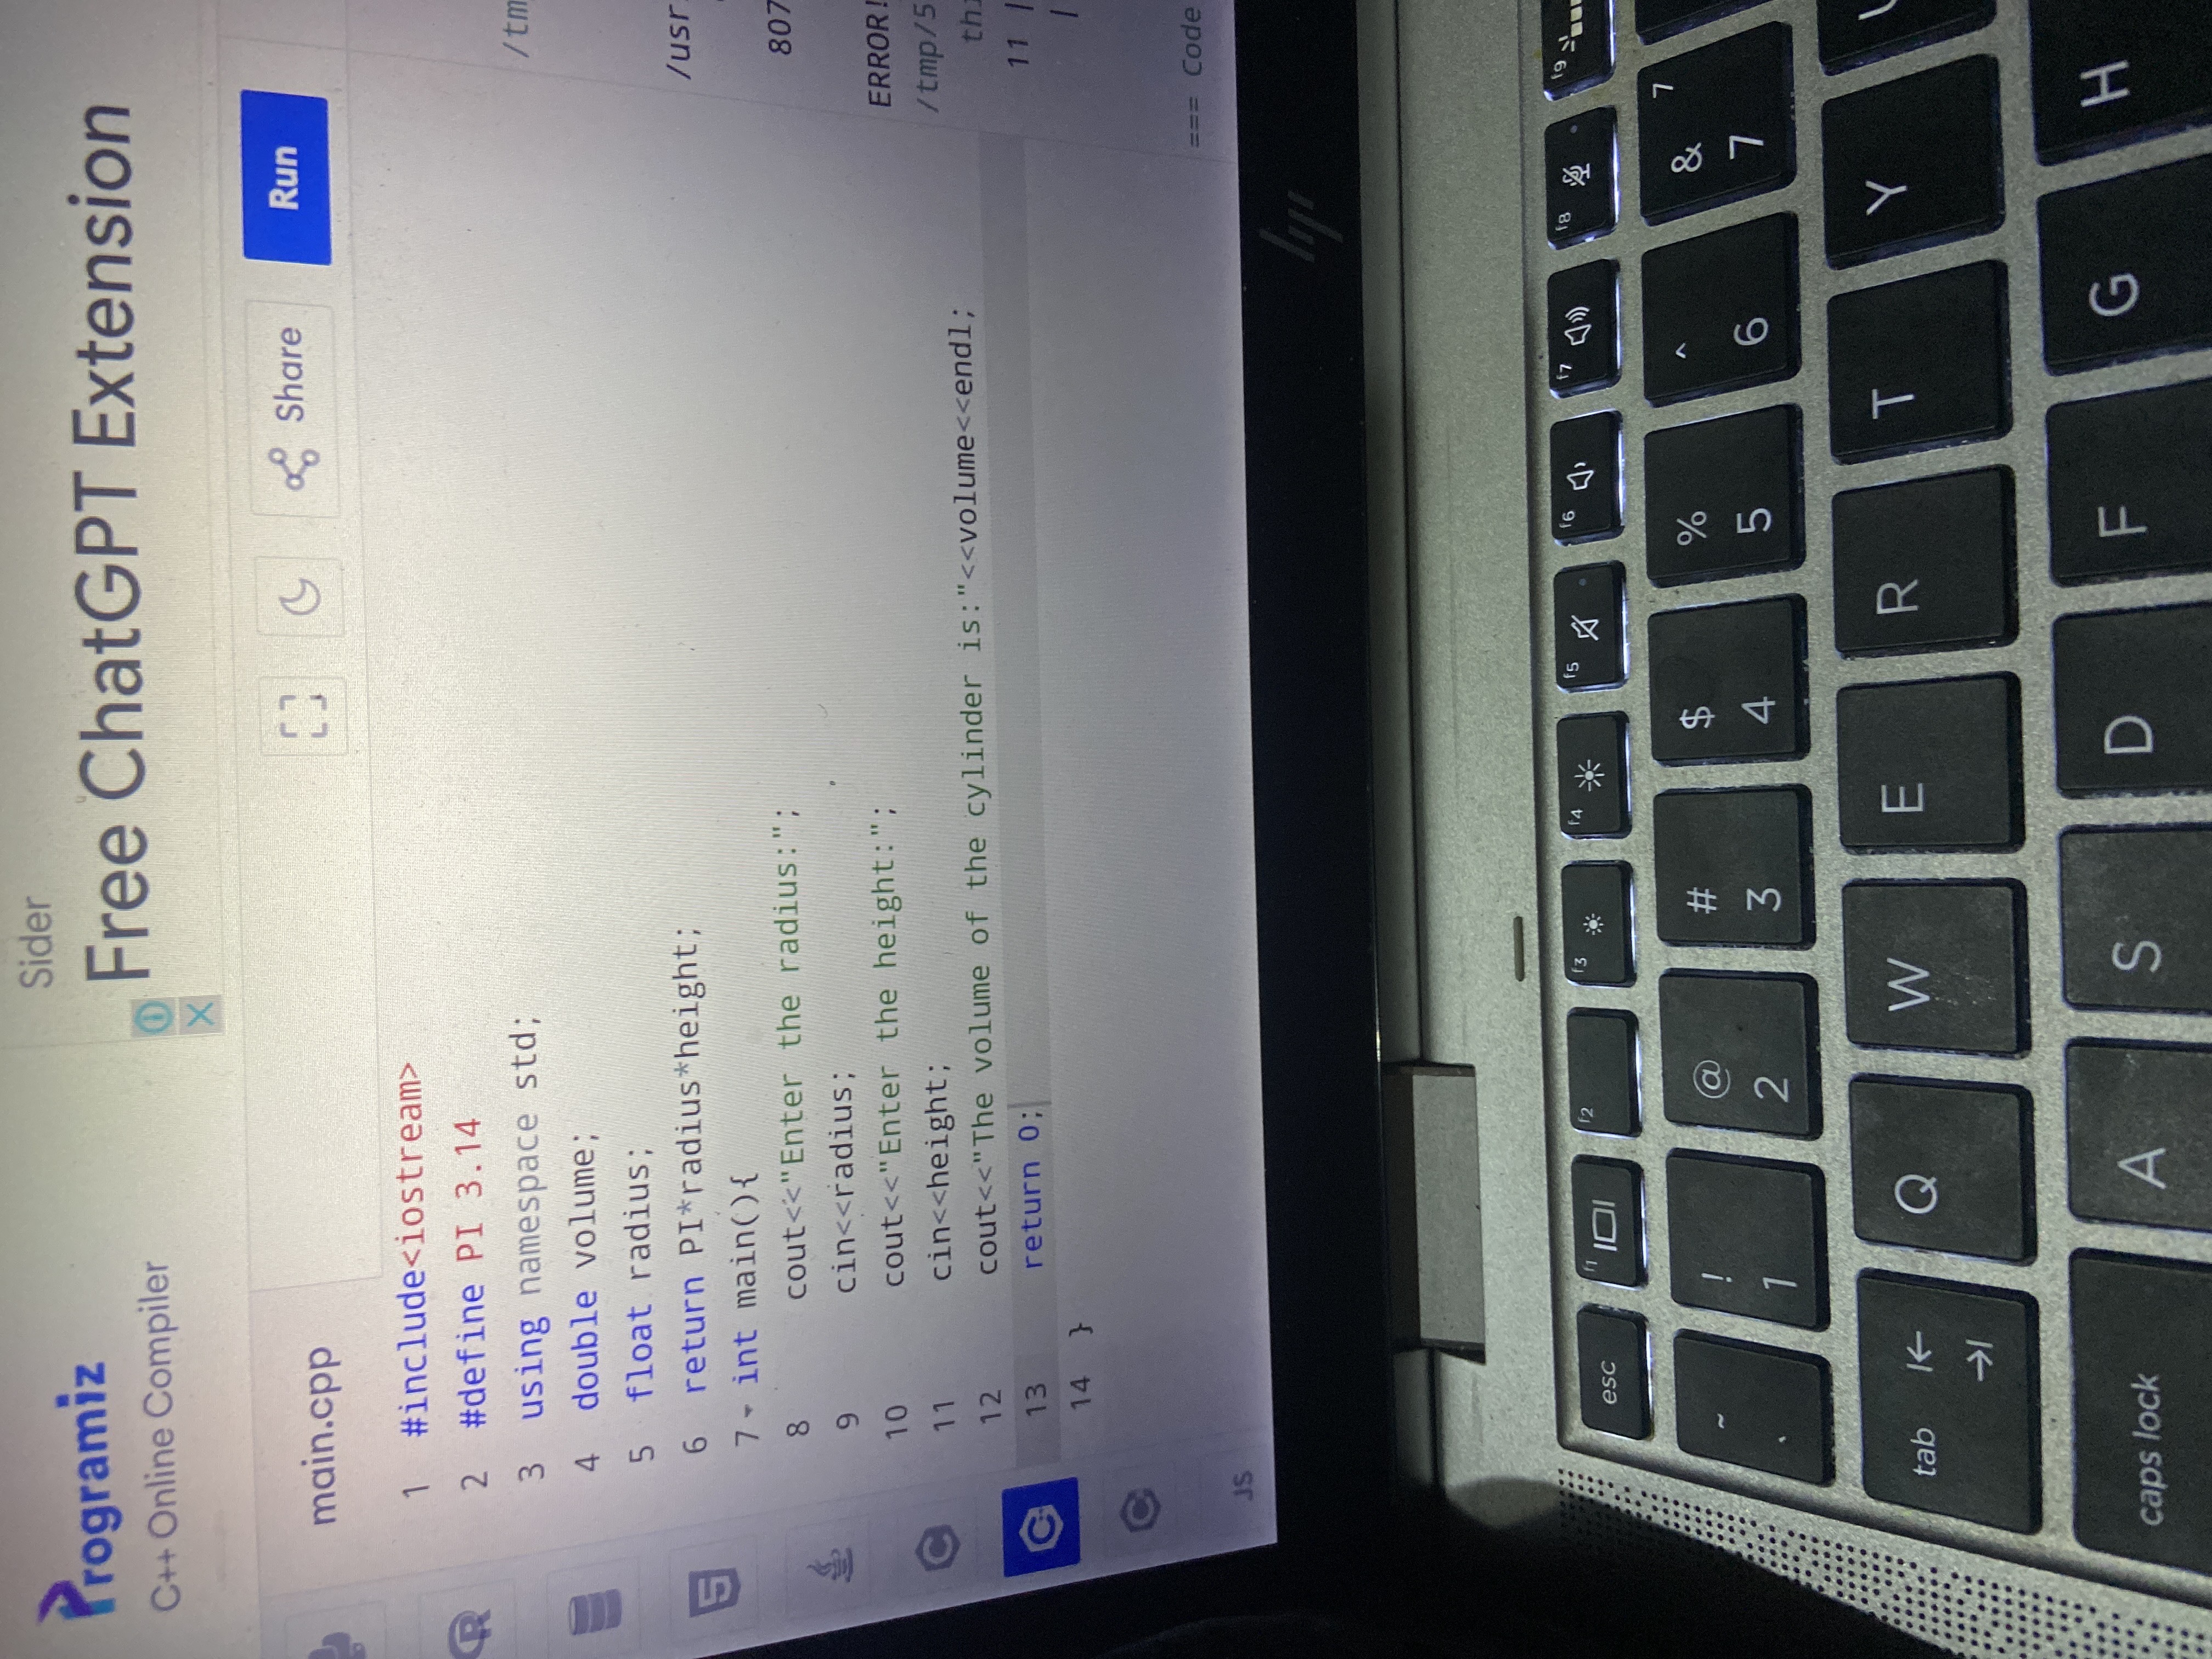 Programiz
C++ Online Compiler
Sider
Free ChatGPT Extension
main.cpp
Share
Run
1 #include<iostream>
2 #define PI 3.14
3 using namespace std;
4 double volume;
5 float radius;
6 return PI*radius*height;
7 int main(){
8 cout<<"Enter the radius:";
9 cin<<radius;
10 cout<<"Enter the height:";
11 cin<<height;
12 cout<<"The volume of the cylinder is:"<<volume<<endl;
13 return 0;
14 }
/tm
/usr
807
ERROR!
/tmp/5
thi
11 |
|
=== Code
R
5
C
C
C
JS
hp
esc f1 f2 f3 f4 f5 f6 f7 f8 f9
~ ! @ # $ % ^ & 7
` 1 2 3 4 5 6 7
tab Q W E R T Y
caps lock A S D F G H